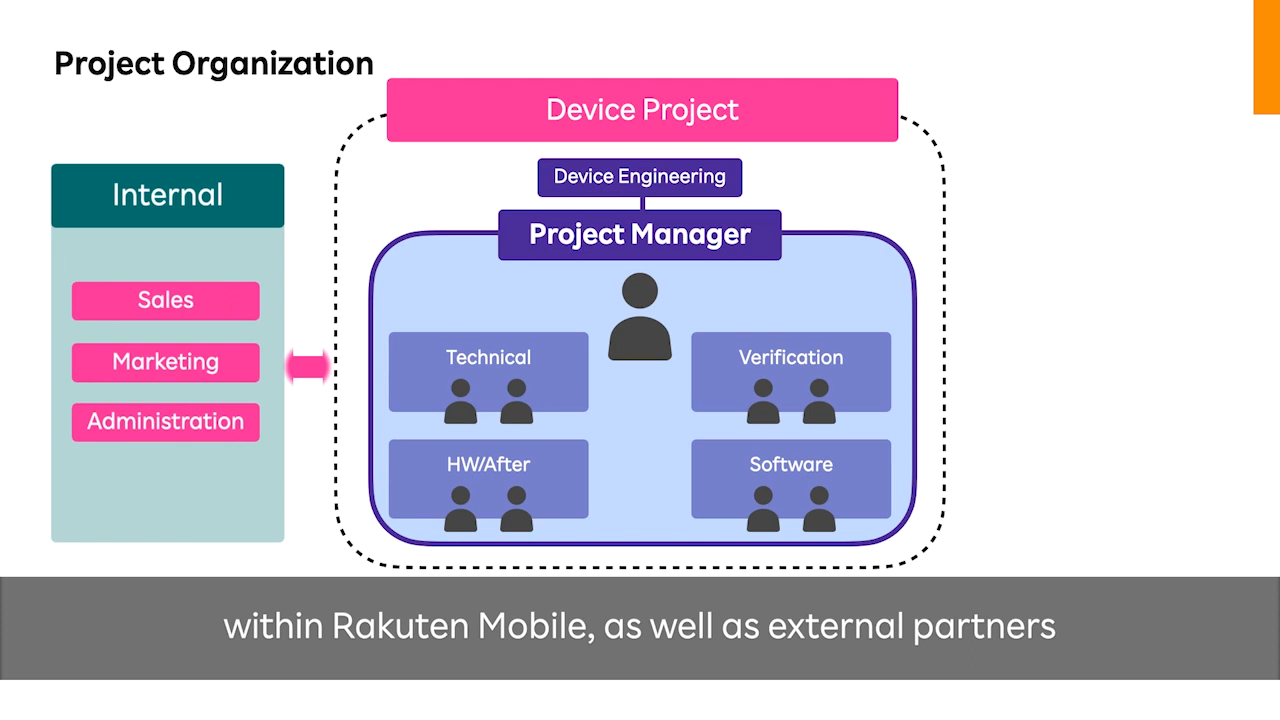 Project Organization
Device Project
Internal
Sales
Marketing
Administration
Device Engineering
Project Manager
Technical
Verification
HW/After
Software
within Rakuten Mobile, as well as external partners